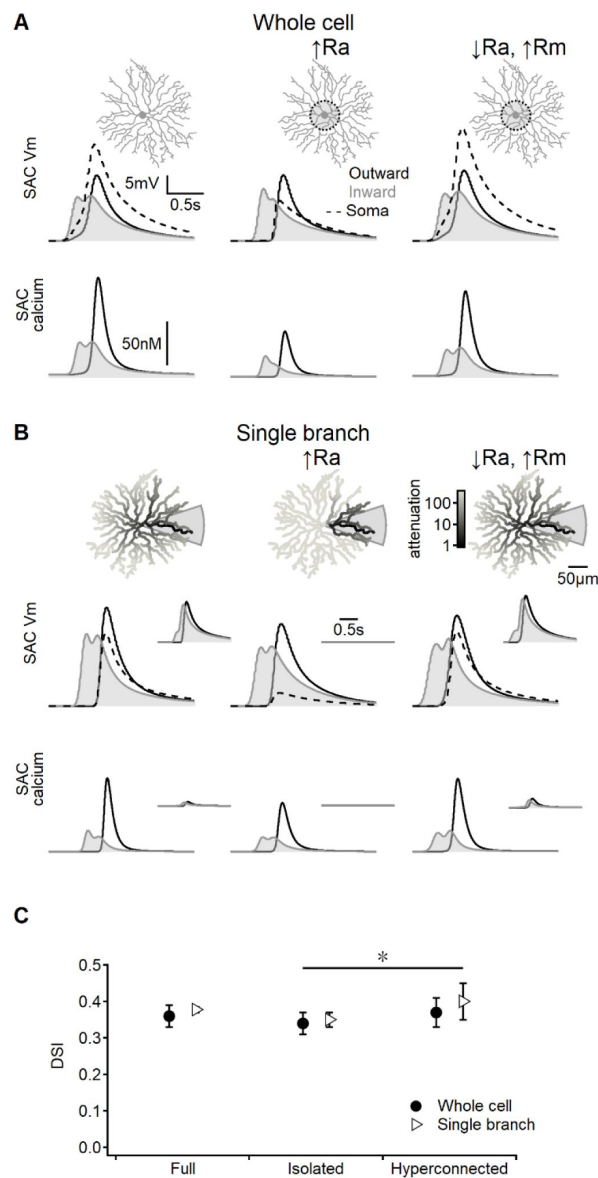 A
Whole cell
↑Ra
↓Ra, ↑Rm
SAC Vm
5mV
0.5s
Outward
Inward
Soma
SAC
calcium
50nM
B
Single branch
↑Ra
↓Ra, ↑Rm
attenuation
100
10
1
50µm
SAC Vm
0.5s
SAC
calcium
C
*
DSI
0.5
0.4
0.3
0.2
0.1
0.0
Whole cell
Single branch
Full
Isolated
Hyperconnected